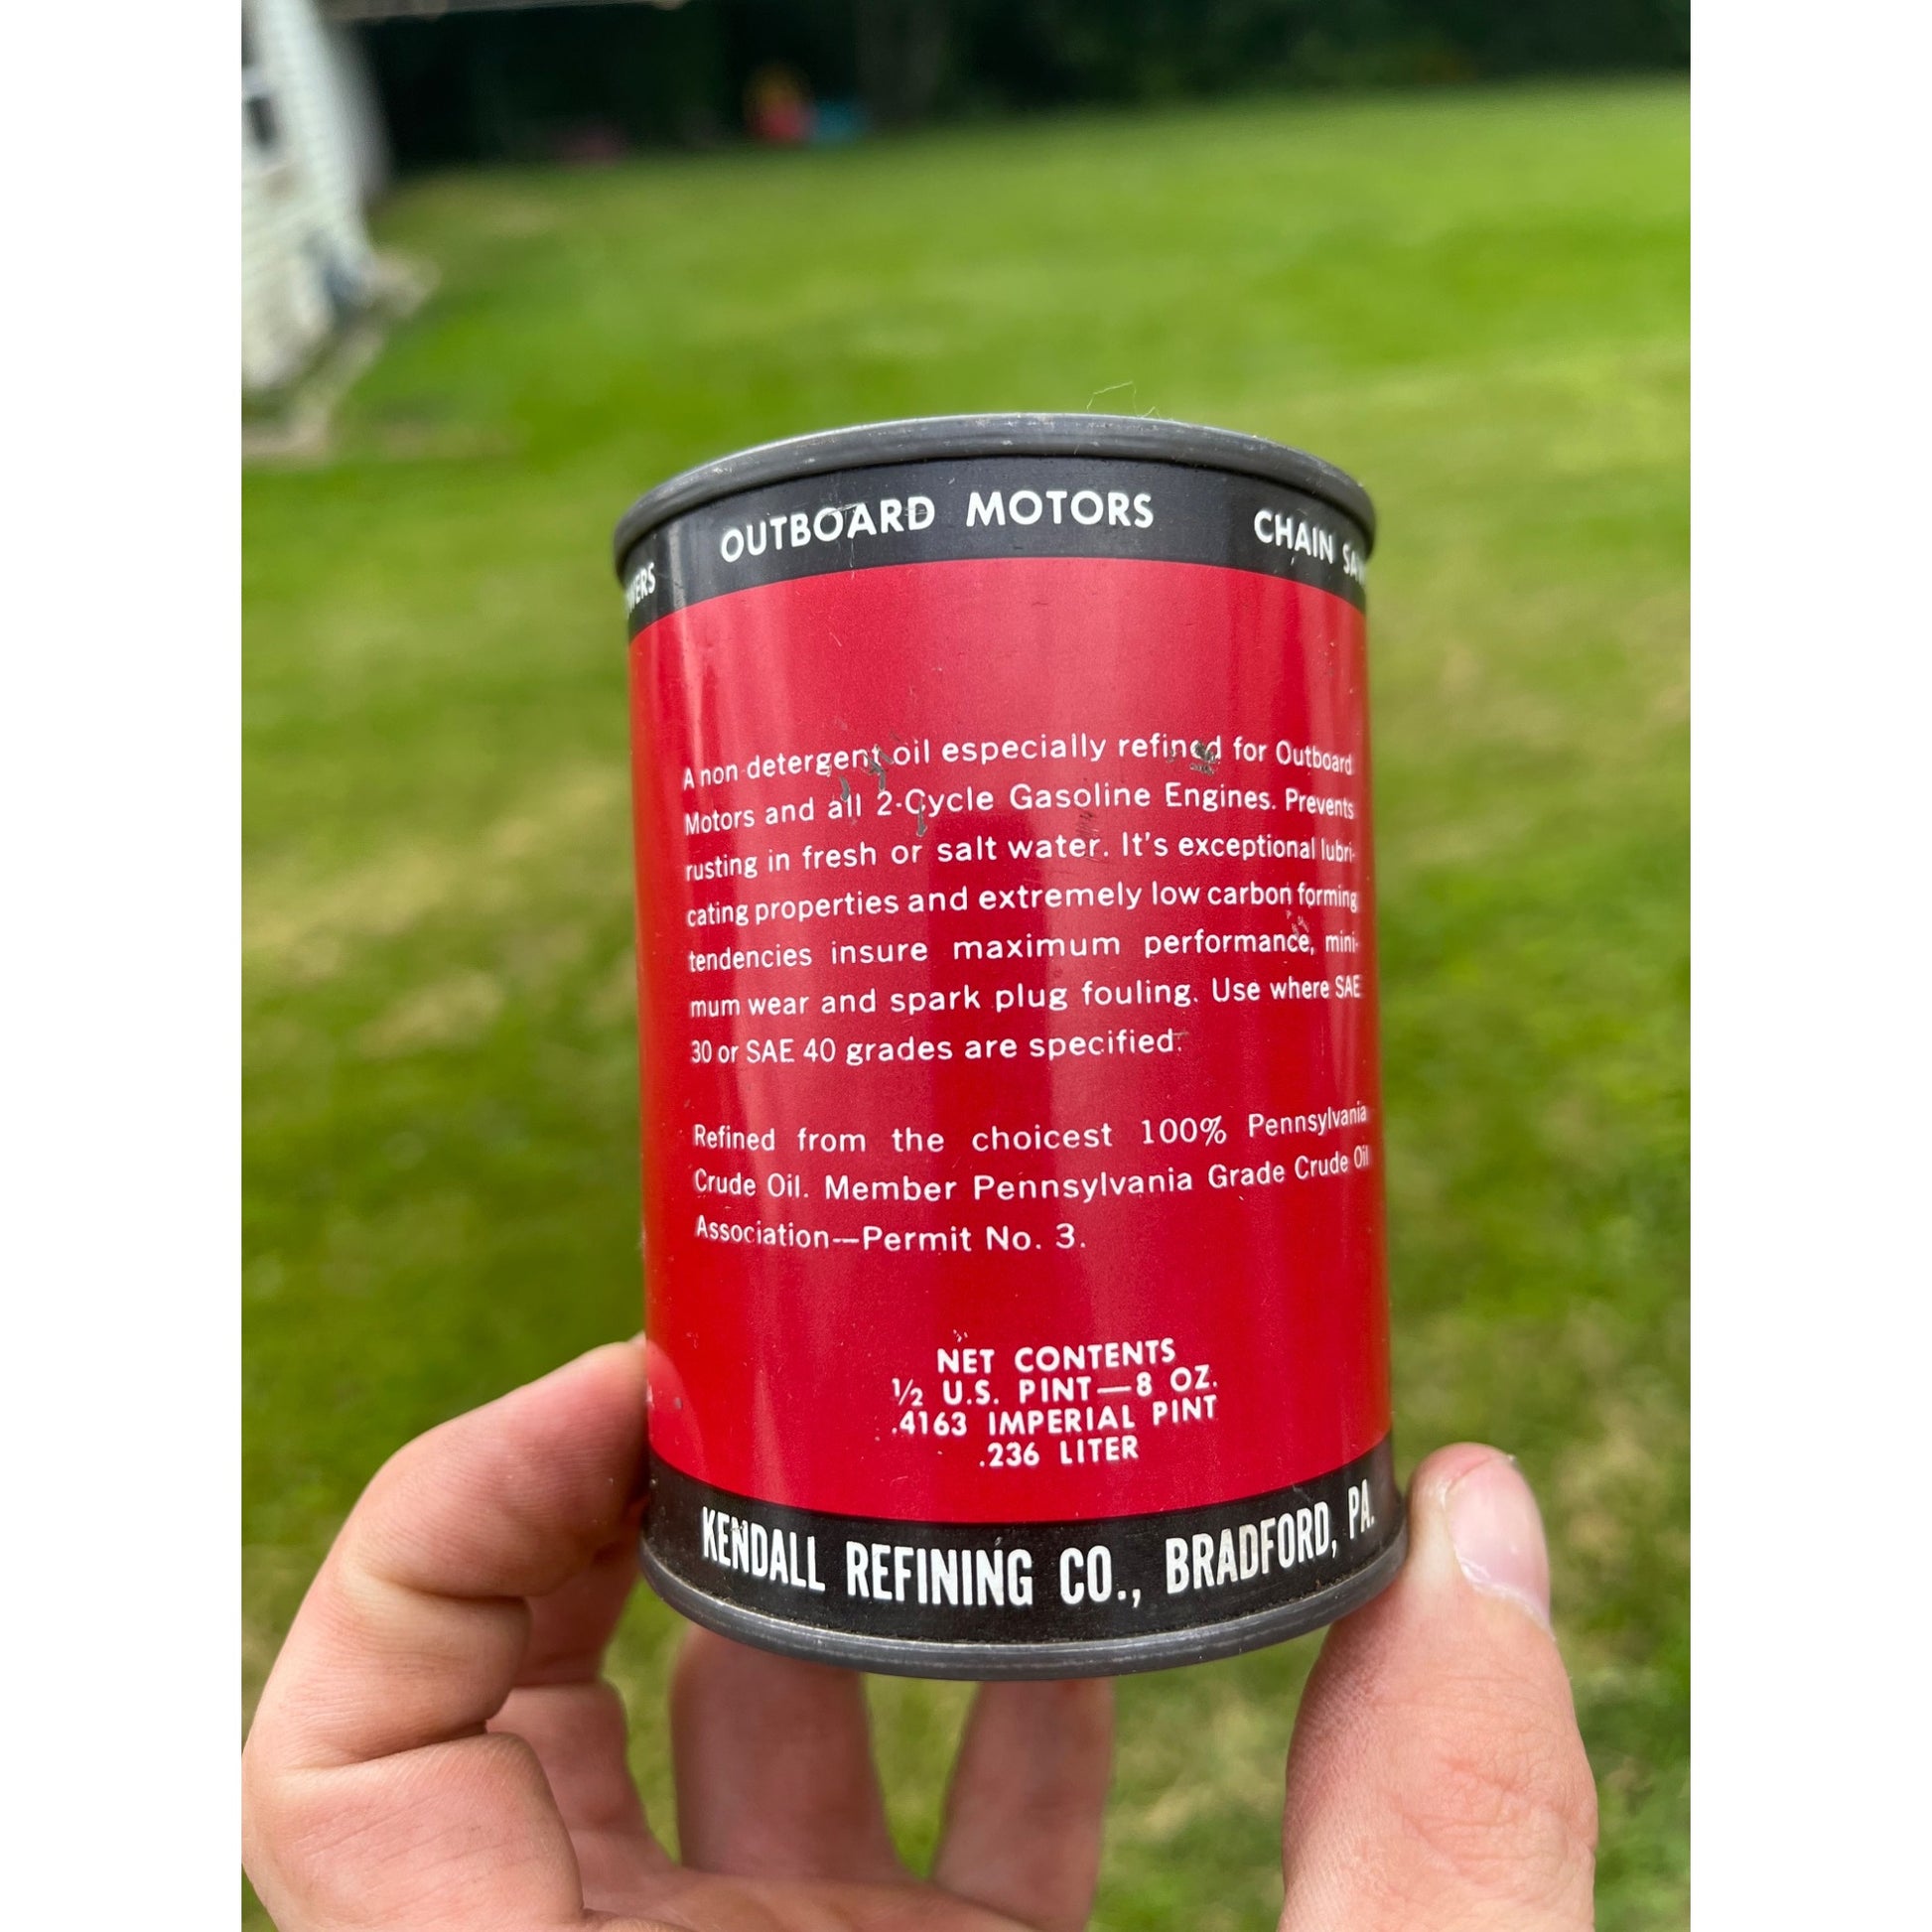 OUTBOARD MOTORS CHAIN
A non-detergent oil especially refined for Outboard
Motors and all 2-Cycle Gasoline Engines. Prevents
rusting in fresh or salt water. It's exceptional lubri-
cating properties and extremely low carbon forming
tendencies insure maximum performance, mini-
mum wear and spark plug fouling. Use where SAE
30 or SAE 40 grades are specified.
Refined from the choicest 100% Pennsylvania
Crude Oil. Member Pennsylvania Grade Crude Oil
Association—Permit No. 3.
NET CONTENTS
½ U.S. PINT—8 OZ.
.4163 IMPERIAL PINT
.236 LITER
KENDALL REFINING CO., BRADFORD, PA.